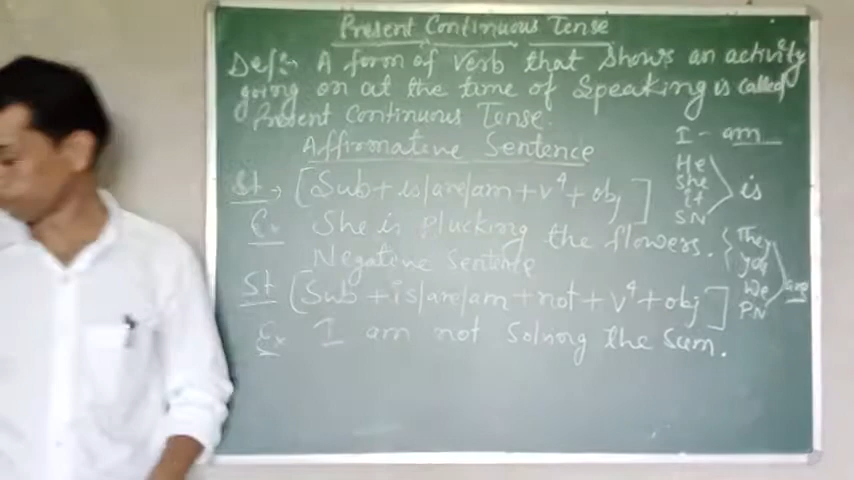 Present Continuous Tense
Def:- A form of verb that shows an activity
going on at the time of Speaking is called
Present Continuous Tense.
Affirmative Sentence
I - am
He
She
It
SN
is
St → [Sub + is/are/am + v4 + obj]
Ex She is plucking the flowers.
They
you
We
PN
are
Negative Sentence
St [Sub + is/are/am + not + v4 + obj]
Ex I am not Solving the Sum.